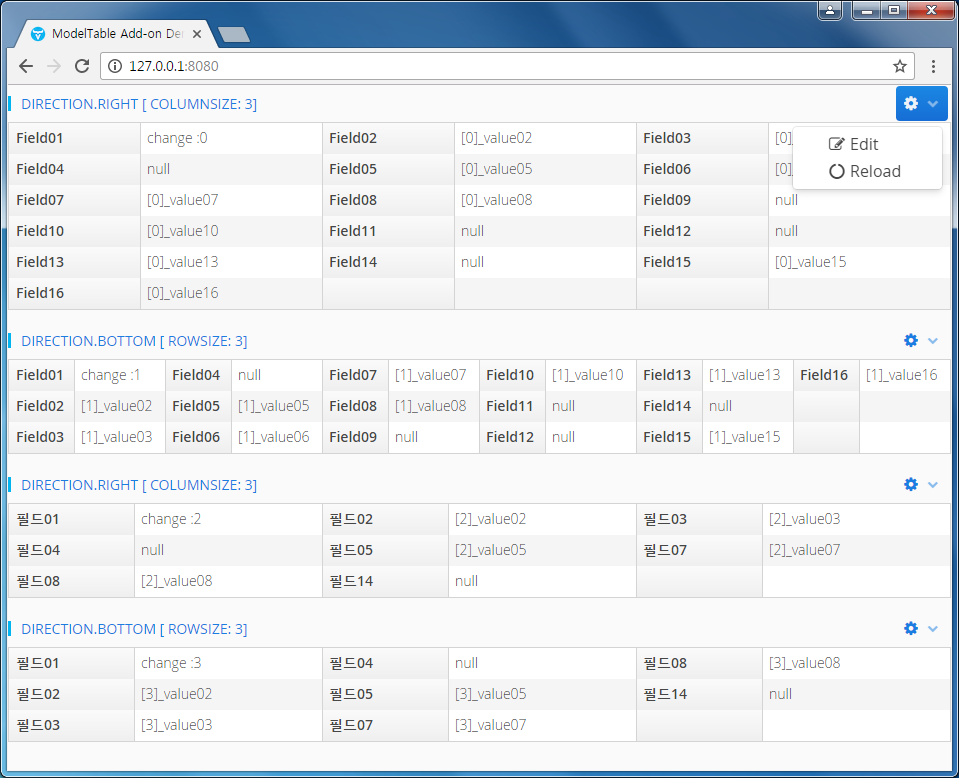 ModelTable Add-on De
127.0.0.1:8080
DIRECTION.RIGHT [ COLUMNSIZE: 3]
Field01 change :0 Field02 [0]_value02 Field03 [0]
Edit
Field04 null Field05 [0]_value05 Field06 [0]
Reload
Field07 [0]_value07 Field08 [0]_value08 Field09 null
Field10 [0]_value10 Field11 null Field12 null
Field13 [0]_value13 Field14 null Field15 [0]_value15
Field16 [0]_value16
DIRECTION.BOTTOM [ ROWSIZE: 3]
Field01 change :1 Field04 null Field07 [1]_value07 Field10 [1]_value10 Field13 [1]_value13 Field16 [1]_value16
Field02 [1]_value02 Field05 [1]_value05 Field08 [1]_value08 Field11 null Field14 null
Field03 [1]_value03 Field06 [1]_value06 Field09 null Field12 null Field15 [1]_value15
DIRECTION.RIGHT [ COLUMNSIZE: 3]
필드01 change :2 필드02 [2]_value02 필드03 [2]_value03
필드04 null 필드05 [2]_value05 필드07 [2]_value07
필드08 [2]_value08 필드14 null
DIRECTION.BOTTOM [ ROWSIZE: 3]
필드01 change :3 필드04 null 필드08 [3]_value08
필드02 [3]_value02 필드05 [3]_value05 필드14 null
필드03 [3]_value03 필드07 [3]_value07